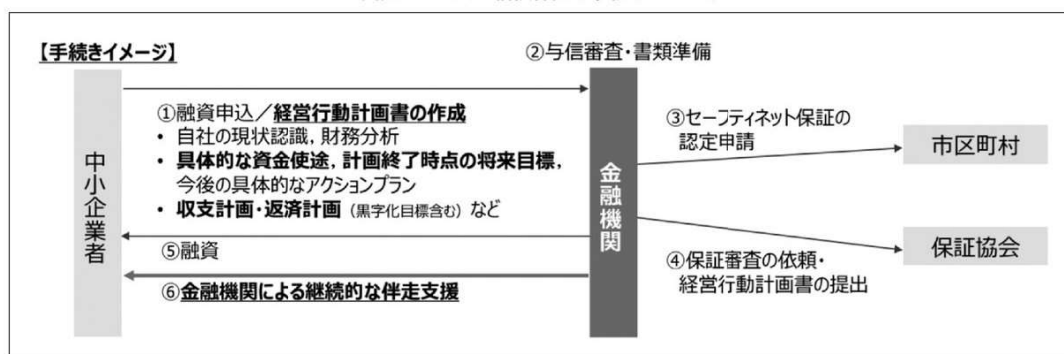 【手続きイメージ】
②与信審査・書類準備
①融資申込／経営行動計画書の作成
• 自社の現状認識，財務分析
• 具体的な資金使途，計画終了時点の将来目標，
今後の具体的なアクションプラン
• 収支計画・返済計画（黒字化目標含む）など
中小企業者
⑤融資
⑥金融機関による継続的な伴走支援
金融機関
③セーフティネット保証の
認定申請
市区町村
④保証審査の依頼・
経営行動計画書の提出
保証協会